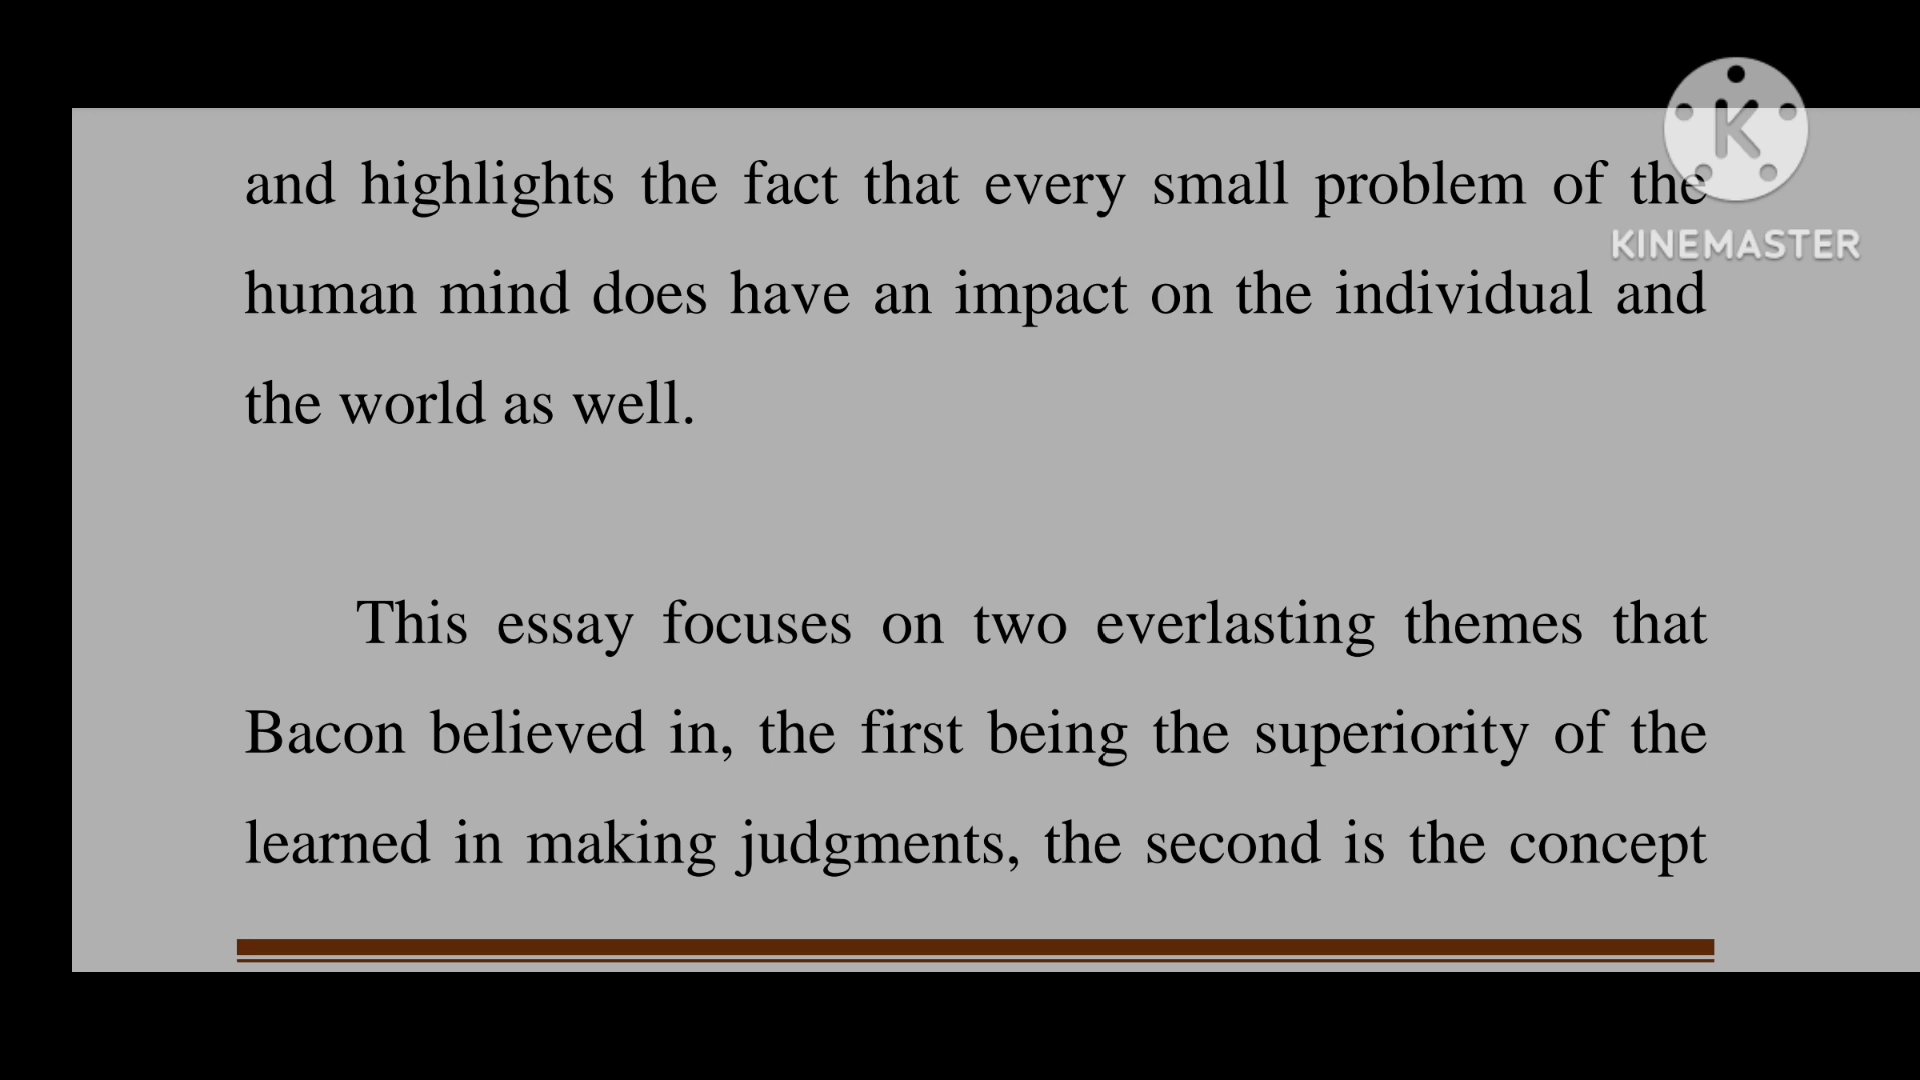 and highlights the fact that every small problem of the
KINEMASTER
human mind does have an impact on the individual and
the world as well.
This essay focuses on two everlasting themes that
Bacon believed in, the first being the superiority of the
learned in making judgments, the second is the concept